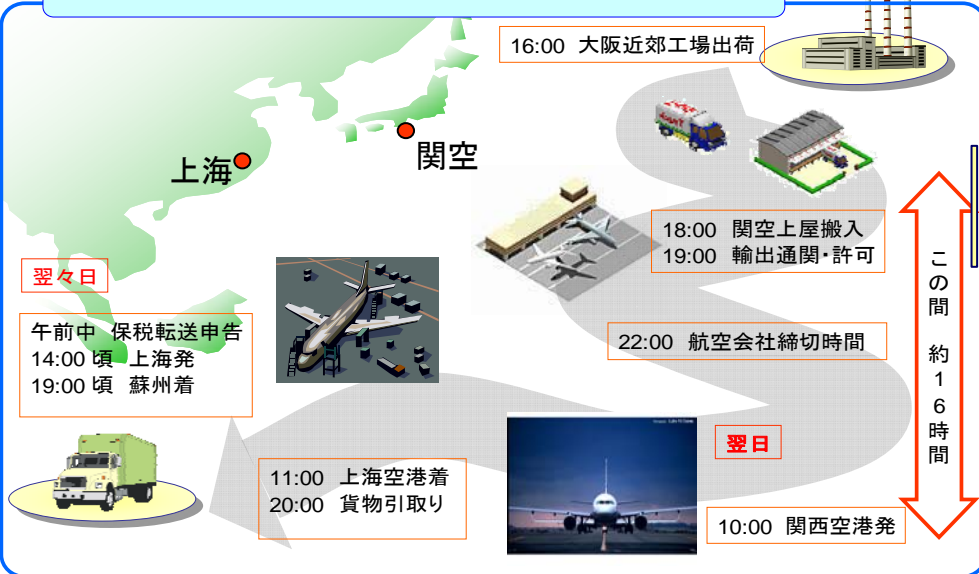 16:00 大阪近郊工場出荷
上海
関空
18:00 関空上屋搬入
19:00 輸出通関・許可
この間 約16時間
22:00 航空会社締切時間
翌日
10:00 関西空港発
11:00 上海空港着
20:00 貨物引取り
翌々日
午前中 保税転送申告
14:00 頃 上海発
19:00 頃 蘇州着